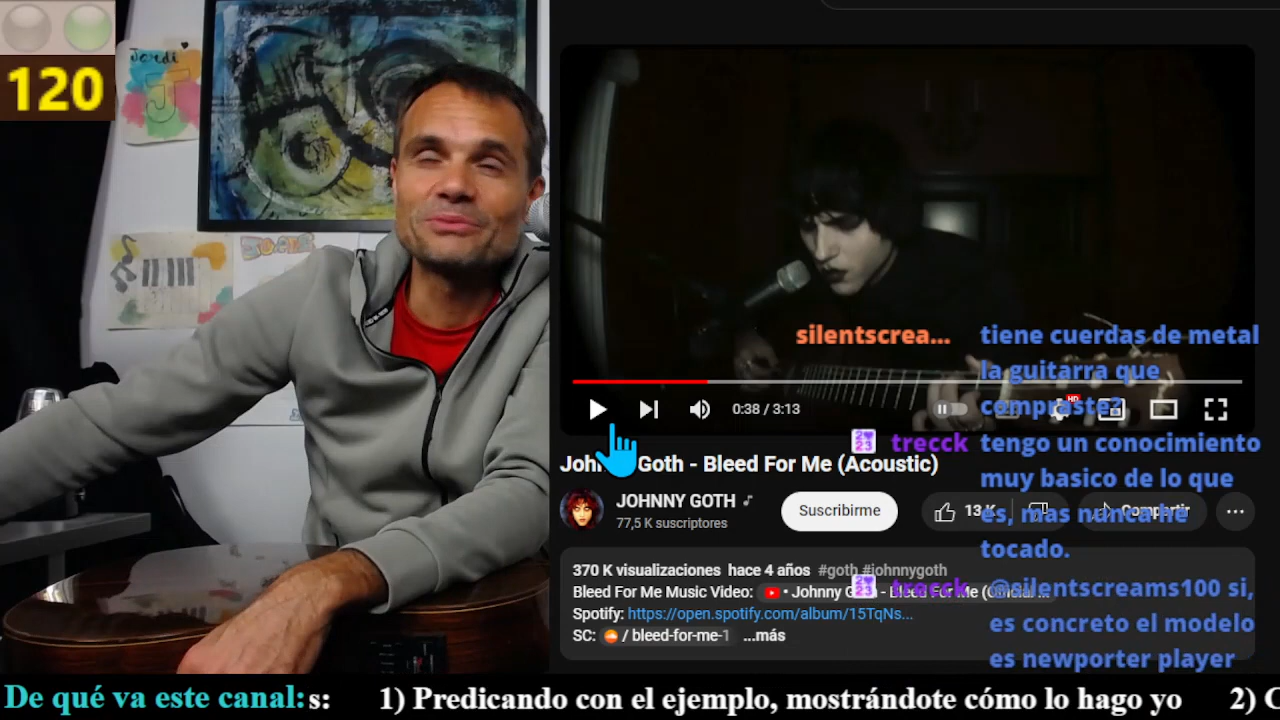 120
Jordi
J
silentscrea... tiene cuerdas de metal
la guitarra que
compraste?
0:38 / 3:13
HD
trecck tengo un conocimiento
muy basico de lo que
es, mas nunca he
tocado.
Goth - Bleed For Me (Acoustic)
JOHNNY GOTH
77,5 K suscriptores
Suscribirme
Compartir
370 K visualizaciones hace 4 años #goth #johnnygoth
Bleed For Me Music Video:
Spotify: https://open.spotify.com/album/15TqNs...
SC: / bleed-for-me-1 ...más
trecck @silentscreams100 si,
es concreto el modelo
es newporter player
De qué va este canal: s: 1) Predicando con el ejemplo, mostrándote cómo lo hago yo 2)